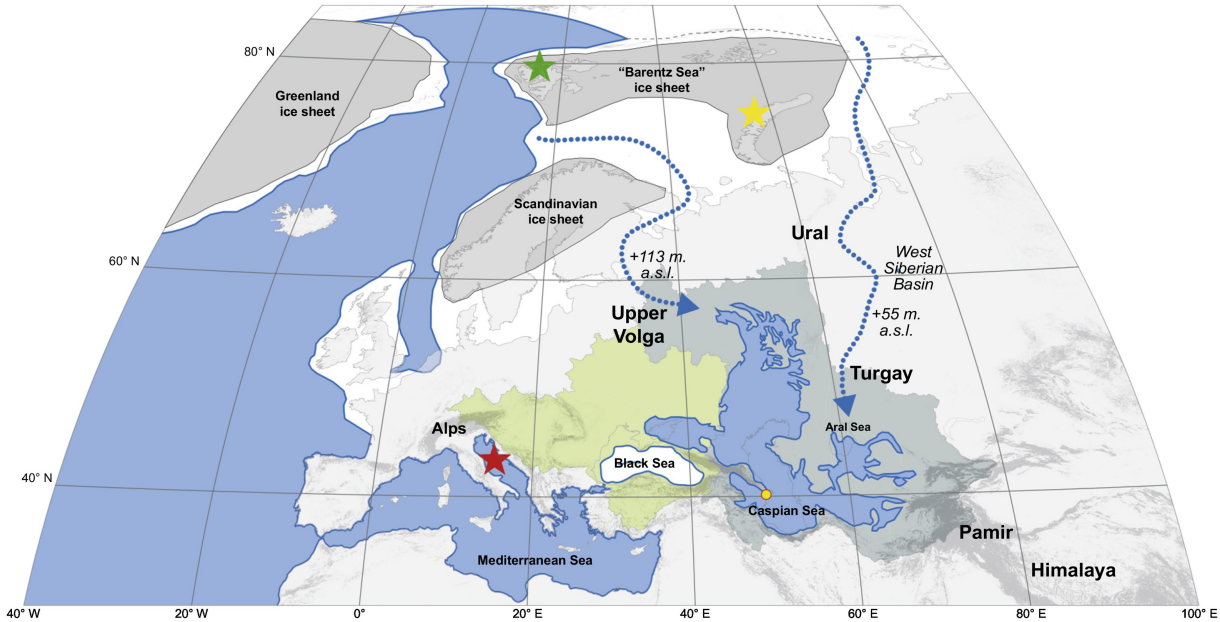 80° N
Greenland
ice sheet
“Barentz Sea”
ice sheet
Scandinavian
ice sheet
Ural
West
Siberian
Basin
+113 m.
a.s.l.
60° N
+55 m.
a.s.l.
Upper
Volga
Turgay
Alps
Aral Sea
Black Sea
40° N
Caspian Sea
Pamir
Mediterranean Sea
Himalaya
40° W
20° W
0°
20° E
40° E
60° E
80° E
100° E